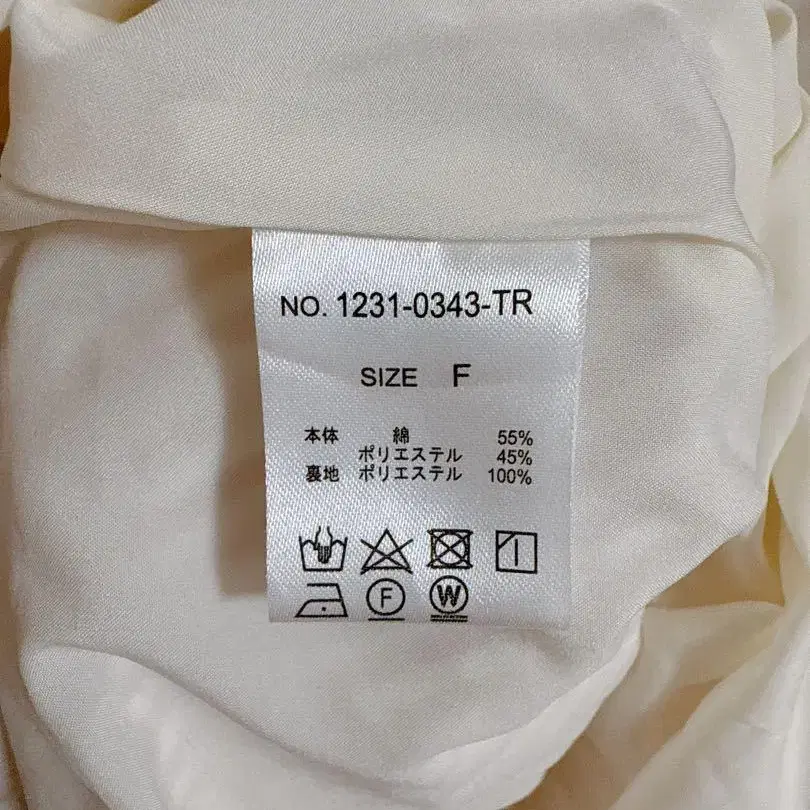 NO. 1231-0343-TR
SIZE F
本体 綿 55%
ポリエステル 45%
裏地 ポリエステル 100%
F W